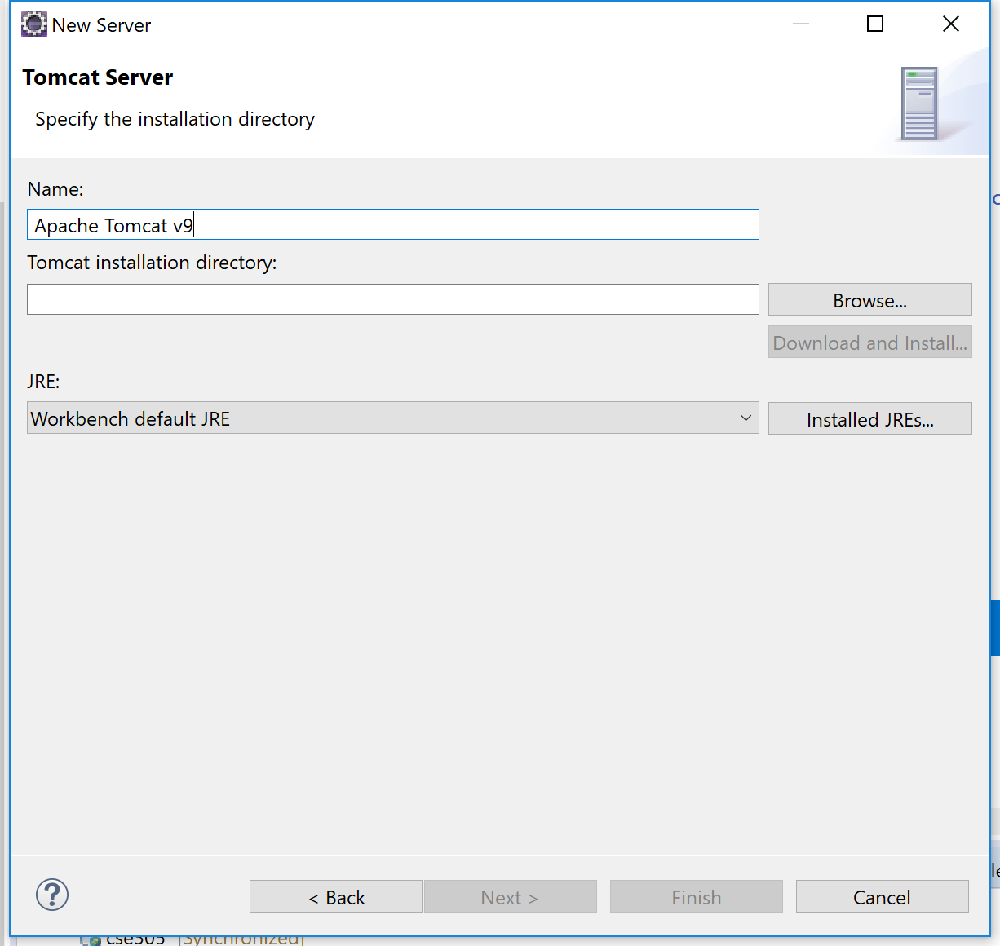 New Server
Tomcat Server
Specify the installation directory
Name:
Apache Tomcat v9
Tomcat installation directory:
Browse...
Download and Install...
JRE:
Workbench default JRE
Installed JREs...
?
< Back
Next >
Finish
Cancel
cse305 [Synchronized]